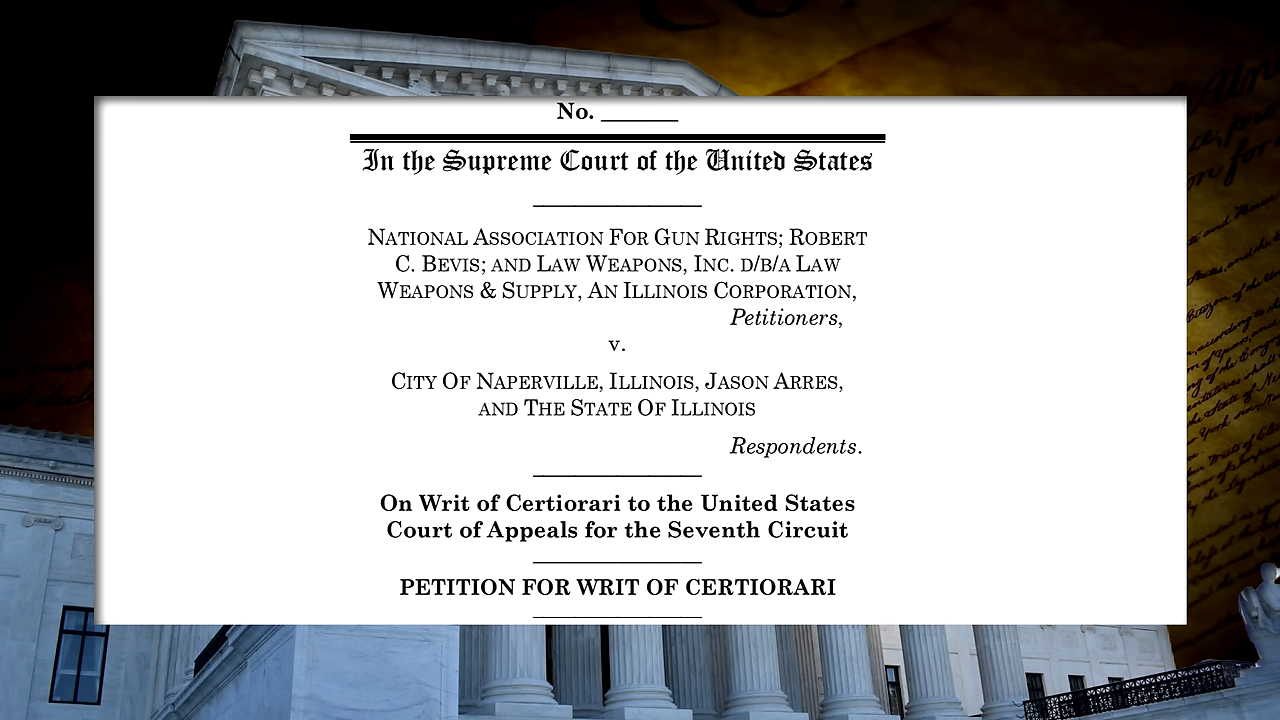 No. ______
In the Supreme Court of the United States
NATIONAL ASSOCIATION FOR GUN RIGHTS; ROBERT
C. BEVIS; AND LAW WEAPONS, INC. D/B/A LAW
WEAPONS & SUPPLY, AN ILLINOIS CORPORATION,
Petitioners,
v.
CITY OF NAPERVILLE, ILLINOIS, JASON ARRES,
AND THE STATE OF ILLINOIS
Respondents.
On Writ of Certiorari to the United States
Court of Appeals for the Seventh Circuit
PETITION FOR WRIT OF CERTIORARI